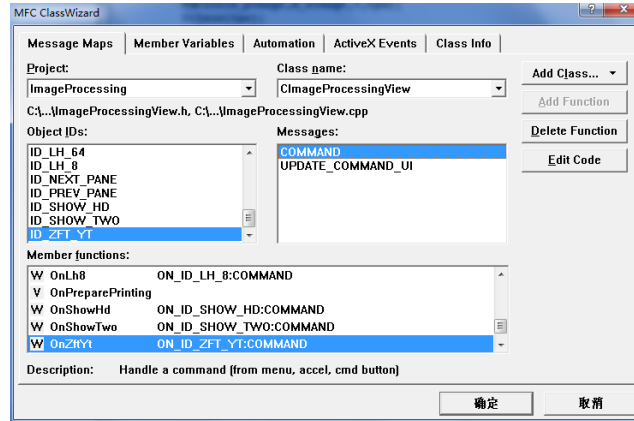 MFC ClassWizard
Message Maps Member Variables Automation ActiveX Events Class Info
Project: Class name:
ImageProcessing CImageProcessingView
Add Class...
Add Function
Delete Function
Edit Code
C:\...\ImageProcessingView.h, C:\...\ImageProcessingView.cpp
Object IDs: Messages:
ID_LH_64
ID_LH_8
ID_NEXT_PANE
ID_PREV_PANE
ID_SHOW_HD
ID_SHOW_TWO
ID_ZFT_YT
COMMAND
UPDATE_COMMAND_UI
Member functions:
W OnLh8 ON_ID_LH_8:COMMAND
V OnPreparePrinting
W OnShowHd ON_ID_SHOW_HD:COMMAND
W OnShowTwo ON_ID_SHOW_TWO:COMMAND
W OnZftYt ON_ID_ZFT_YT:COMMAND
Description: Handle a command (from menu, accel, cmd button)
确定 取消